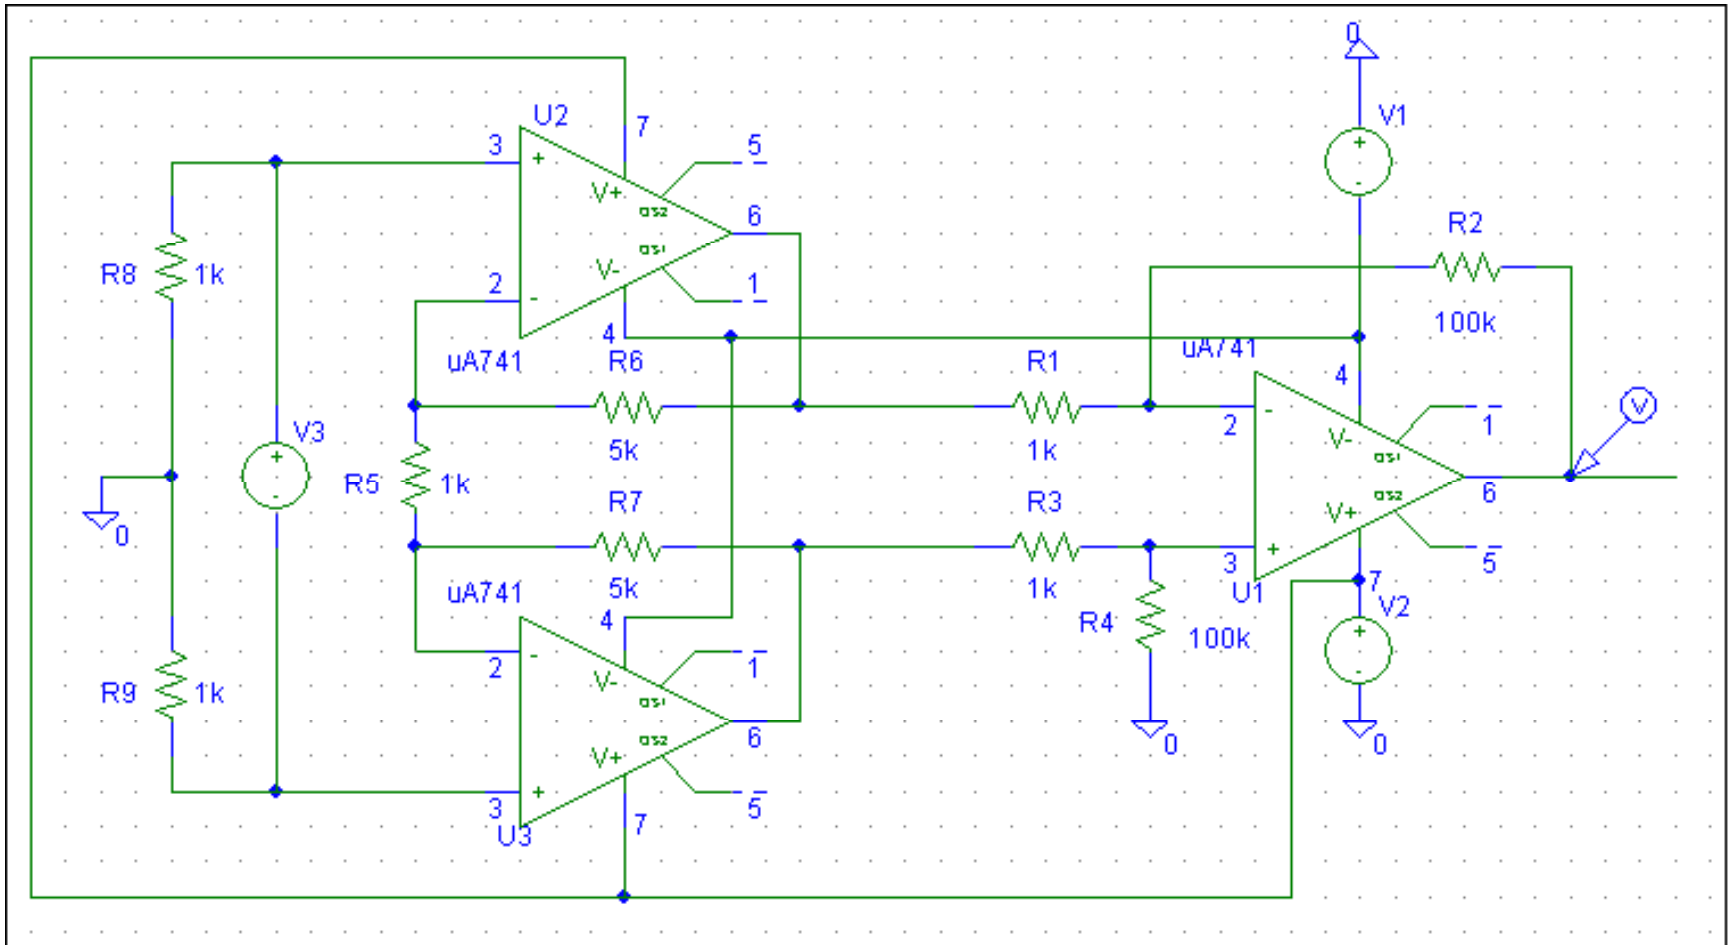 0
V1
U2
7
3
5
+
+
V+
-
OS2
6
R2
OS1
R8
1k
V-
2
1
-
100k
4
uA741
uA741
R6
R1
4
-
V3
5k
1k
2
1
V-
+
OS1
V
R5
1k
R7
R3
OS2
6
-
V+
0
5k
1k
3
+
5
uA741
U1
7
V2
4
R4
100k
+
-
2
1
V-
-
R9
1k
OS1
OS2
6
0
0
V+
3
+
5
U3
7